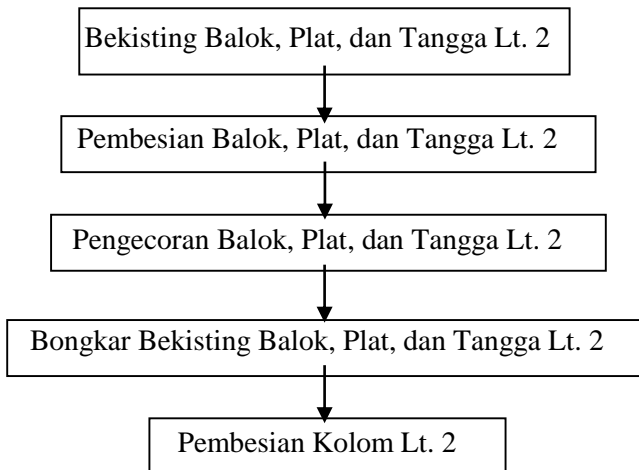 Bekisting Balok, Plat, dan Tangga Lt. 2
Pembesian Balok, Plat, dan Tangga Lt. 2
Pengecoran Balok, Plat, dan Tangga Lt. 2
Bongkar Bekisting Balok, Plat, dan Tangga Lt. 2
Pembesian Kolom Lt. 2